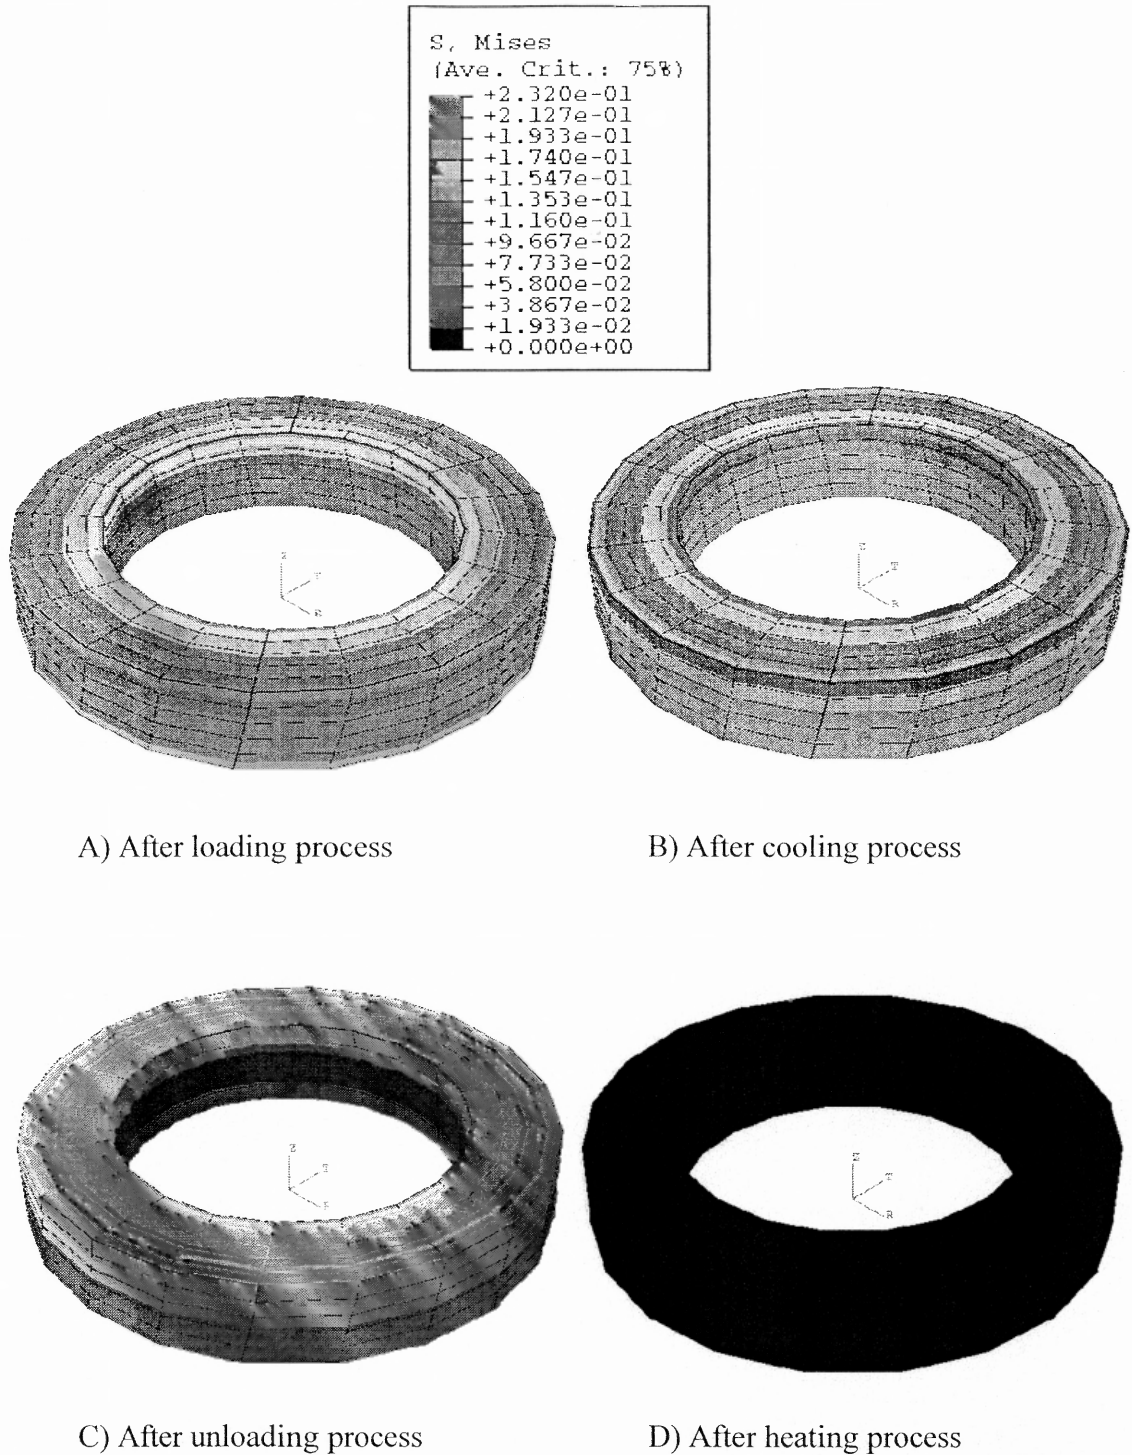 S, Mises
(Ave. Crit.: 75%)
+2.320e-01
+2.127e-01
+1.933e-01
+1.740e-01
+1.547e-01
+1.353e-01
+1.160e-01
+9.667e-02
+7.733e-02
+5.800e-02
+3.867e-02
+1.933e-02
+0.000e+00
Z
T
R
Z
T
R
A) After loading process
B) After cooling process
Z
T
R
Z
T
R
C) After unloading process
D) After heating process